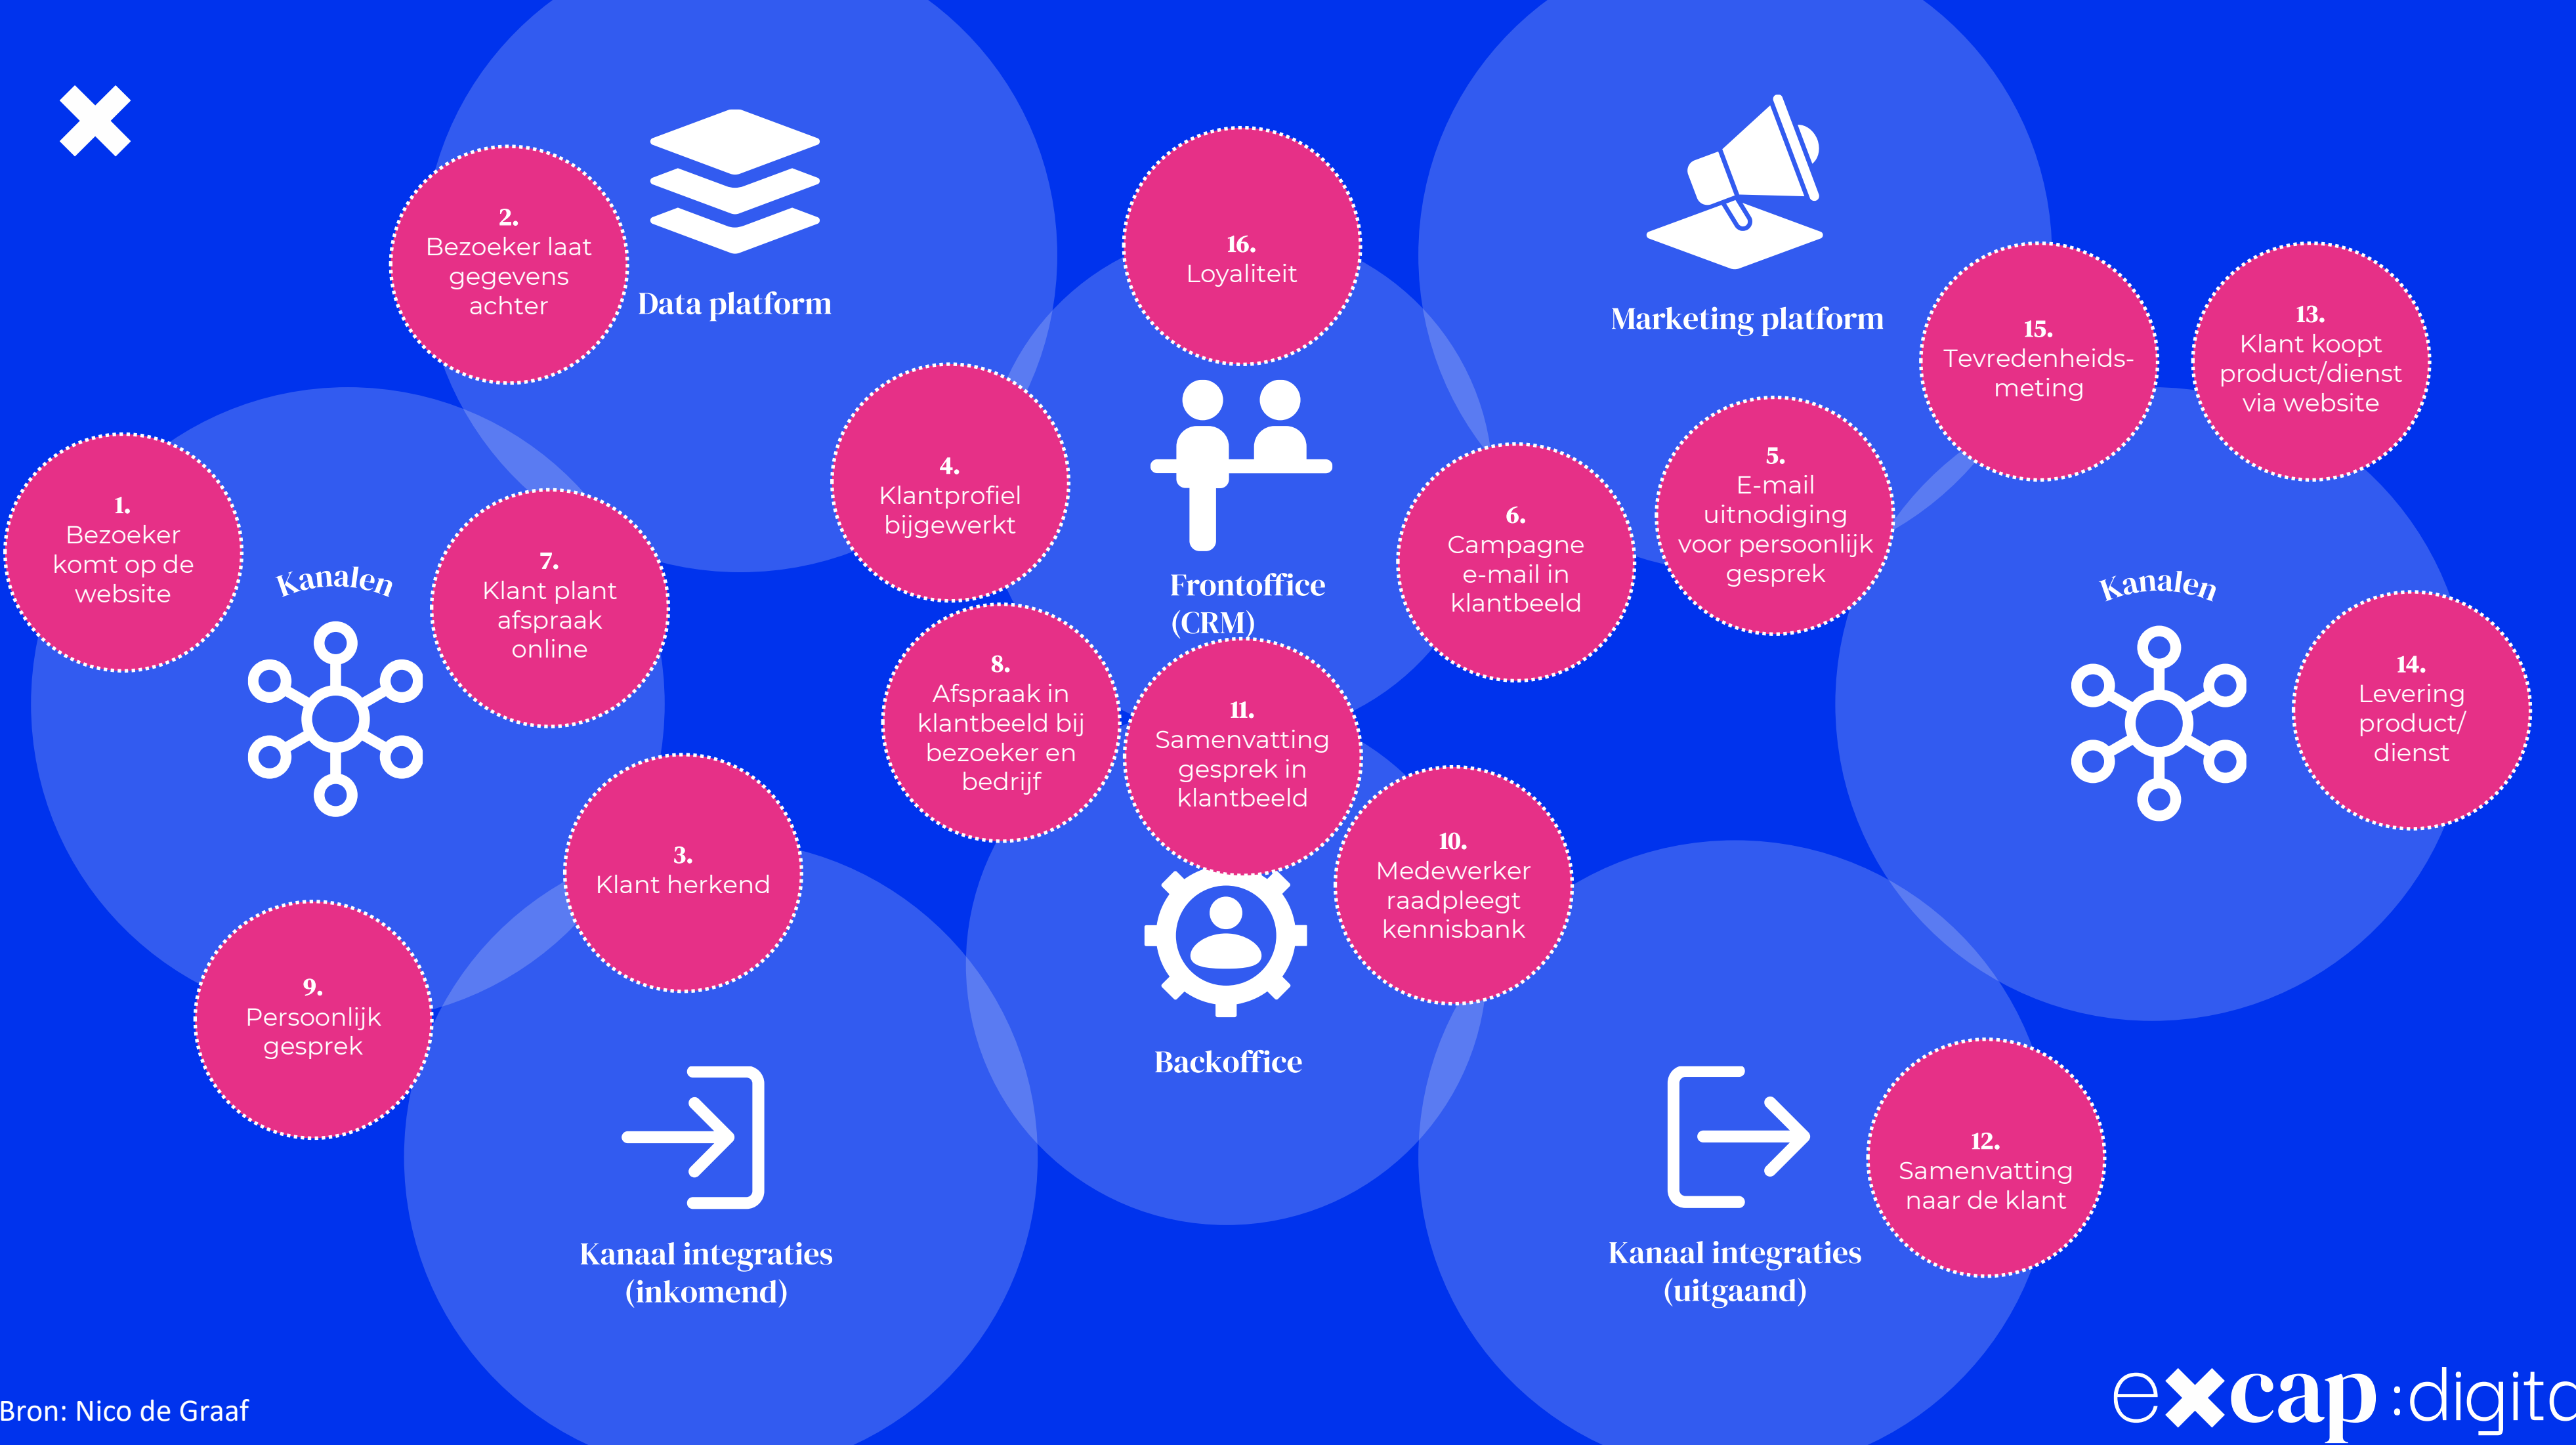 2.
Bezoeker laat
gegevens
achter
Data platform
16.
Loyaliteit
Marketing platform
15.
Tevredenheids-
meting
13.
Klant koopt
product/dienst
via website
1.
Bezoeker
komt op de
website
Kanalen
7.
Klant plant
afspraak
online
4.
Klantprofiel
bijgewerkt
Frontoffice
(CRM)
6.
Campagne
e-mail in
klantbeeld
5.
E-mail
uitnodiging
voor persoonlijk
gesprek
Kanalen
14.
Levering
product/
dienst
8.
Afspraak in
klantbeeld bij
bezoeker en
bedrijf
11.
Samenvatting
gesprek in
klantbeeld
10.
Medewerker
raadpleegt
kennisbank
3.
Klant herkend
9.
Persoonlijk
gesprek
Backoffice
Kanaal integraties
(inkomend)
Kanaal integraties
(uitgaand)
12.
Samenvatting
naar de klant
Bron: Nico de Graaf
excap:digita